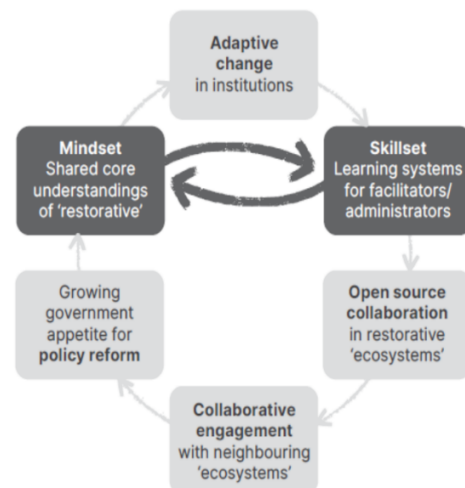 Adaptive
change
in institutions
Mindset
Shared core
understandings
of ‘restorative’
Skillset
Learning systems
for facilitators/
administrators
Growing
government
appetite for
policy reform
Open source
collaboration
in restorative
‘ecosystems’
Collaborative
engagement
with neighbouring
‘ecosystems’